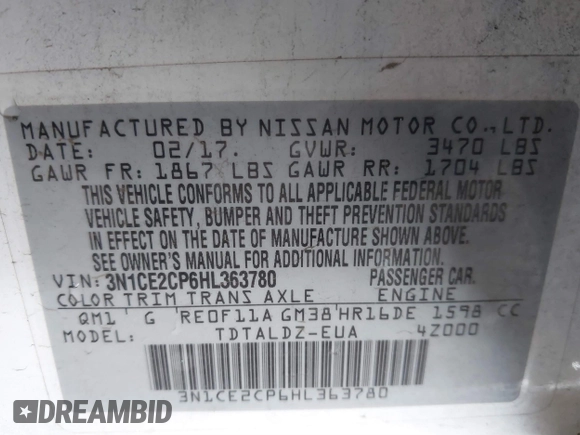 MANUFACTURED BY NISSAN MOTOR CO.,LTD.
DATE: 02/17. GVWR: 3470 LBS
GAWR FR: 1867 LBS GAWR RR: 1704 LBS
THIS VEHICLE CONFORMS TO ALL APPLICABLE FEDERAL MOTOR
VEHICLE SAFETY, BUMPER AND THEFT PREVENTION STANDARDS
IN EFFECT ON THE DATE OF MANUFACTURE SHOWN ABOVE.
SEE OWNER'S MANUAL FOR ADDITIONAL INFORMATION.
VIN: 3N1CE2CP6HL363780 PASSENGER CAR.
COLOR TRIM TRANS AXLE ENGINE
QM1 G RE0F11A GM38 HR16DE 1598 CC
MODEL: TDTALDZ-EUA 4Z000
3N1CE2CP6HL363780
DREAMBID